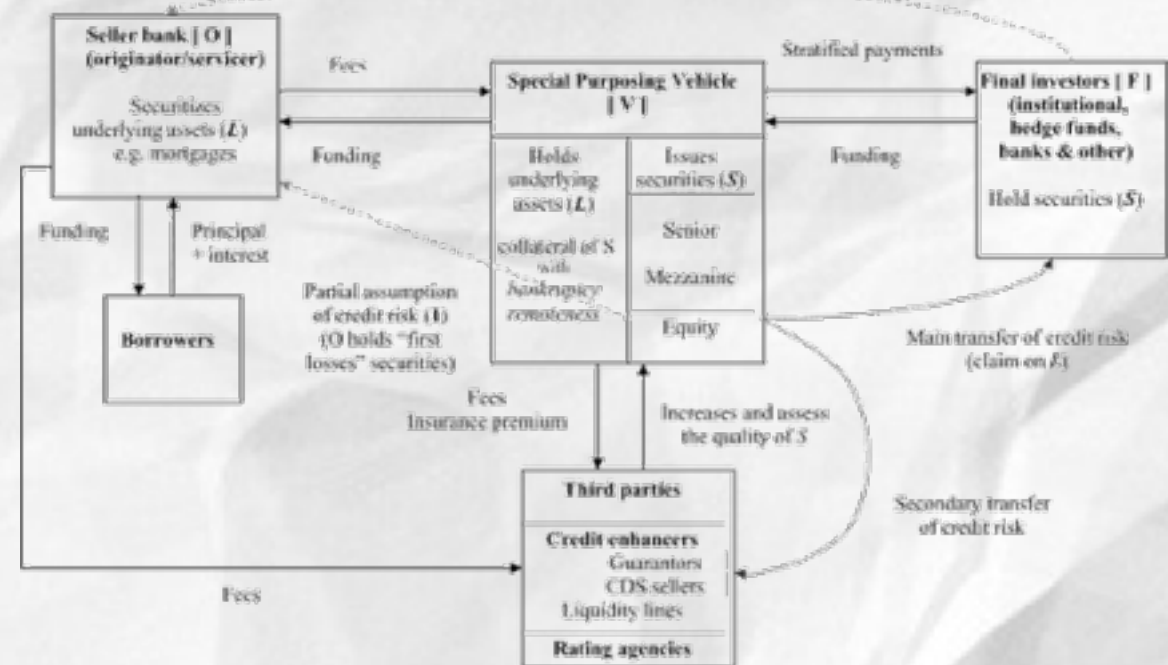 Seller bank [ O ]
(originator/servicer)
Securitizes
underlying assets (L)
e.g. mortgages
Fees
Funding
Special Purposing Vehicle
[ V ]
Holds
underlying
assets (L)
collateral of S
with
bankruptcy
remoteness
Issues
securities (S)
Senior
Mezzanine
Equity
Stratified payments
Funding
Final investors [ F ]
(institutional,
hedge funds,
banks & other)
Hold securities (S)
Funding
Principal
+ interest
Borrowers
Partial assumption
of credit risk (1)
(O holds "first
losses" securities)
Main transfer of credit risk
(claim on L)
Fees
Insurance premium
Increases and assess
the quality of S
Third parties
Credit enhancers
Guarantors
CDS sellers
Liquidity lines
Rating agencies
Secondary transfer
of credit risk
Fees